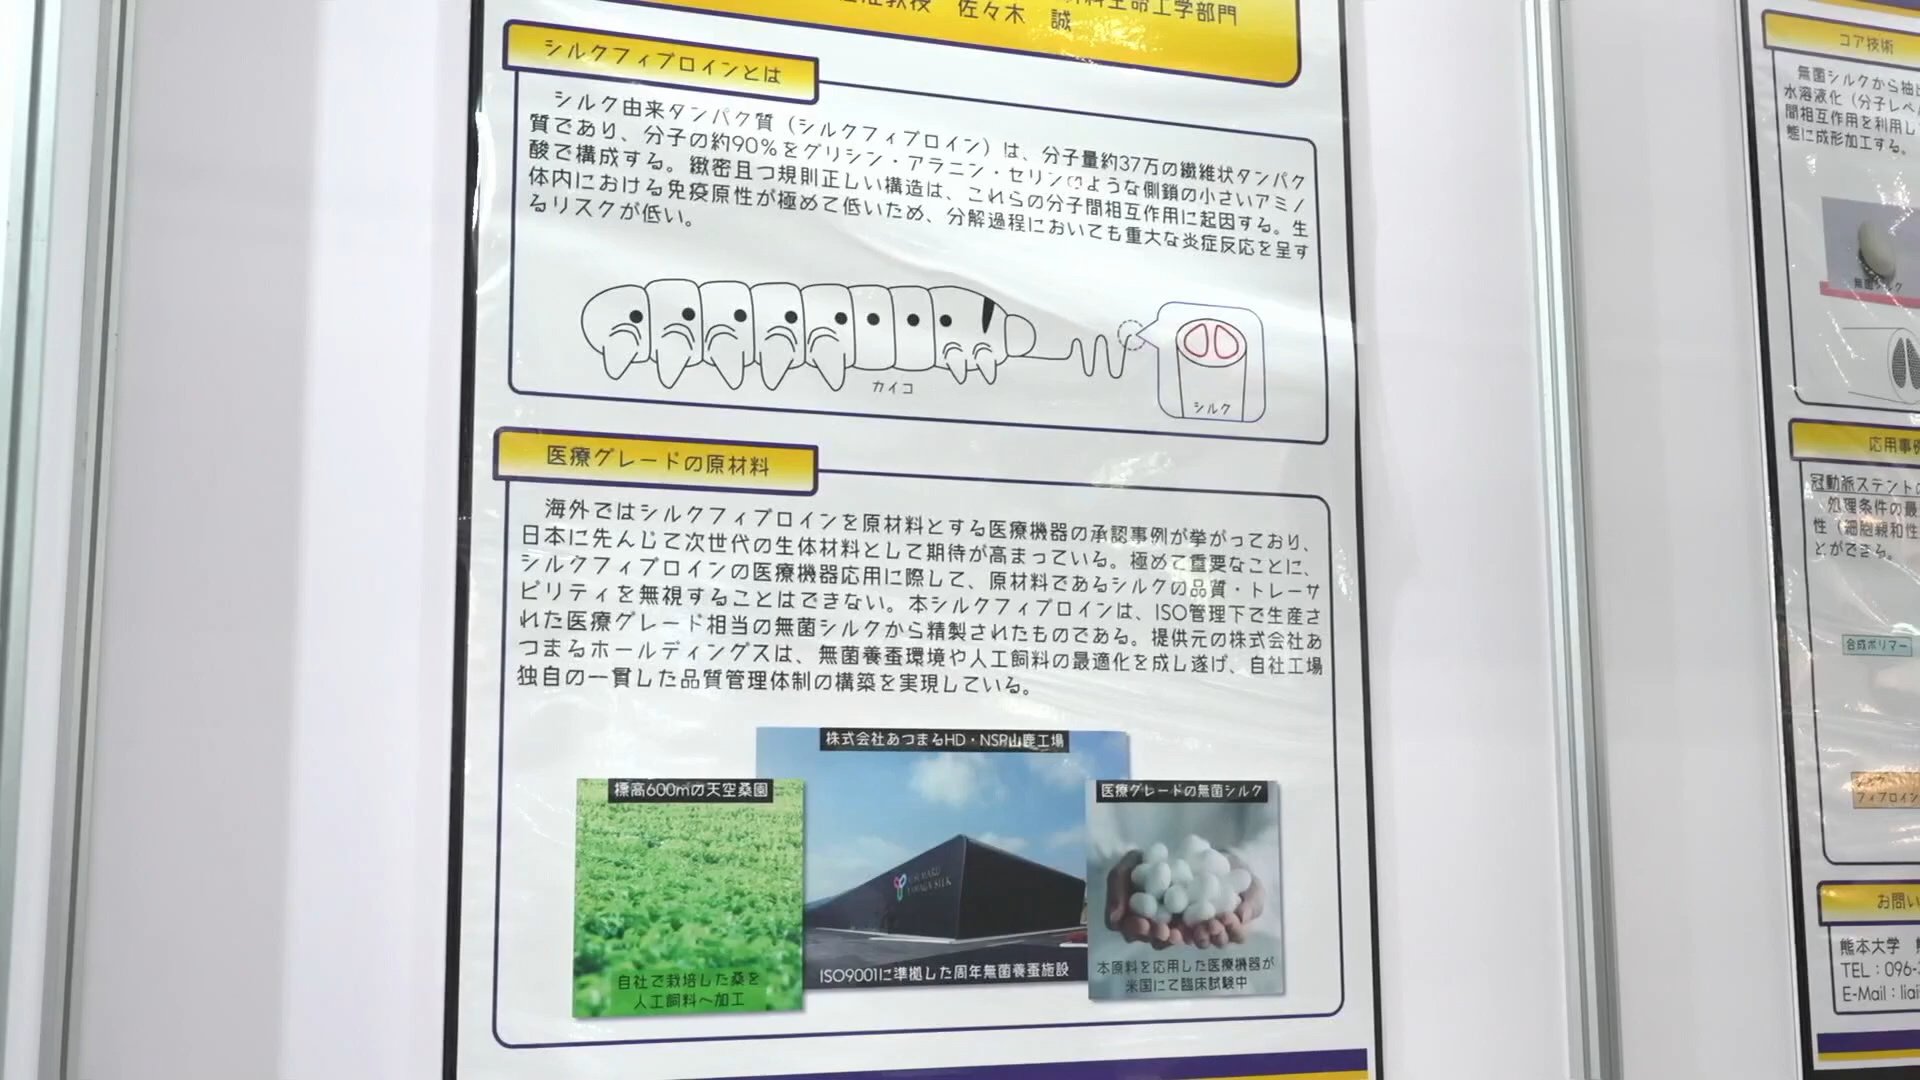 佐々木 誠
工学部門
シルクフィブロインとは
シルク由来タンパク質（シルクフィブロイン）は、分子量約37万の繊維状タンパク
質であり、分子の約90%をグリシン・アラニン・セリンのような側鎖の小さいアミノ
酸で構成する。緻密且つ規則正しい構造は、これらの分子間相互作用に起因する。生
体内における免疫原性が極めて低いため、分解過程においても重大な炎症反応を呈す
るリスクが低い。
カイコ
シルク
医療グレードの原材料
海外ではシルクフィブロインを原材料とする医療機器の承認事例が挙がっており、
日本に先んじて次世代の生体材料として期待が高まっている。極めて重要なことに、
シルクフィブロインの医療機器応用に際して、原材料であるシルクの品質・トレーサ
ビリティを無視することはできない。本シルクフィブロインは、ISO管理下で生産さ
れた医療グレード相当の無菌シルクから精製されたものである。提供元の株式会社あ
つまるホールディングスは、無菌養蚕環境や人工飼料の最適化を成し遂げ、自社工場
独自の一貫した品質管理体制の構築を実現している。
株式会社あつまるHD・NSP山鹿工場
標高600mの天空桑園
医療グレードの無菌シルク
自社で栽培した桑を
人工飼料へ加工
ISO9001に準拠した周年無菌養蚕施設
本原料を応用した医療機器が
米国にて臨床試験中
コア技術
無菌シルクから抽
水溶液化（分子レベ
間相互作用を利用し
態に成形加工する。
無菌シルク
応用事例
冠動脈ステントの
処理条件の最
性（細胞親和性
とができる。
合成ポリマー
フィブロイン
お問い
熊本大学
TEL：096-
E-Mail：liai